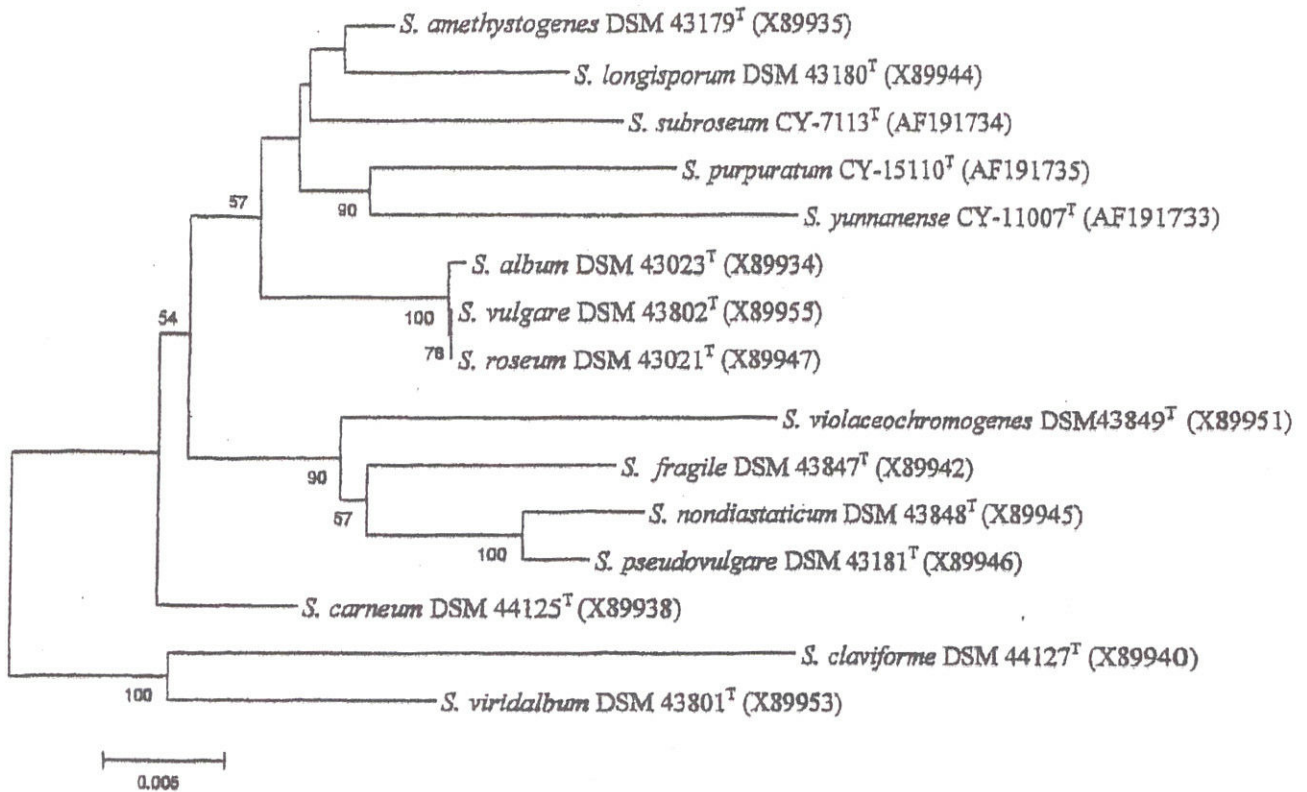 S. amethystogenes DSM 43179ᵀ (X89935)
S. longisporum DSM 43180ᵀ (X89944)
S. subroseum CY-7113ᵀ (AF191734)
S. purpuratum CY-15110ᵀ (AF191735)
90
57
S. yunnanense CY-11007ᵀ (AF191733)
S. album DSM 43023ᵀ (X89934)
S. vulgare DSM 43802ᵀ (X89955)
100
54
S. roseum DSM 43021ᵀ (X89947)
78
S. violaceochromogenes DSM43849ᵀ (X89951)
S. fragile DSM 43847ᵀ (X89942)
90
S. nondiastaticum DSM 43848ᵀ (X89945)
57
S. pseudovulgare DSM 43181ᵀ (X89946)
100
S. carneum DSM 44125ᵀ (X89938)
S. claviforme DSM 44127ᵀ (X89940)
S. viridalbum DSM 43801ᵀ (X89953)
100
0.005